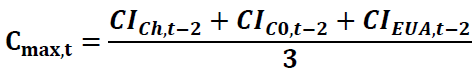 C_max,t = (CI_Ch,t−2 + CI_C0,t−2 + CI_EUA,t−2) / 3